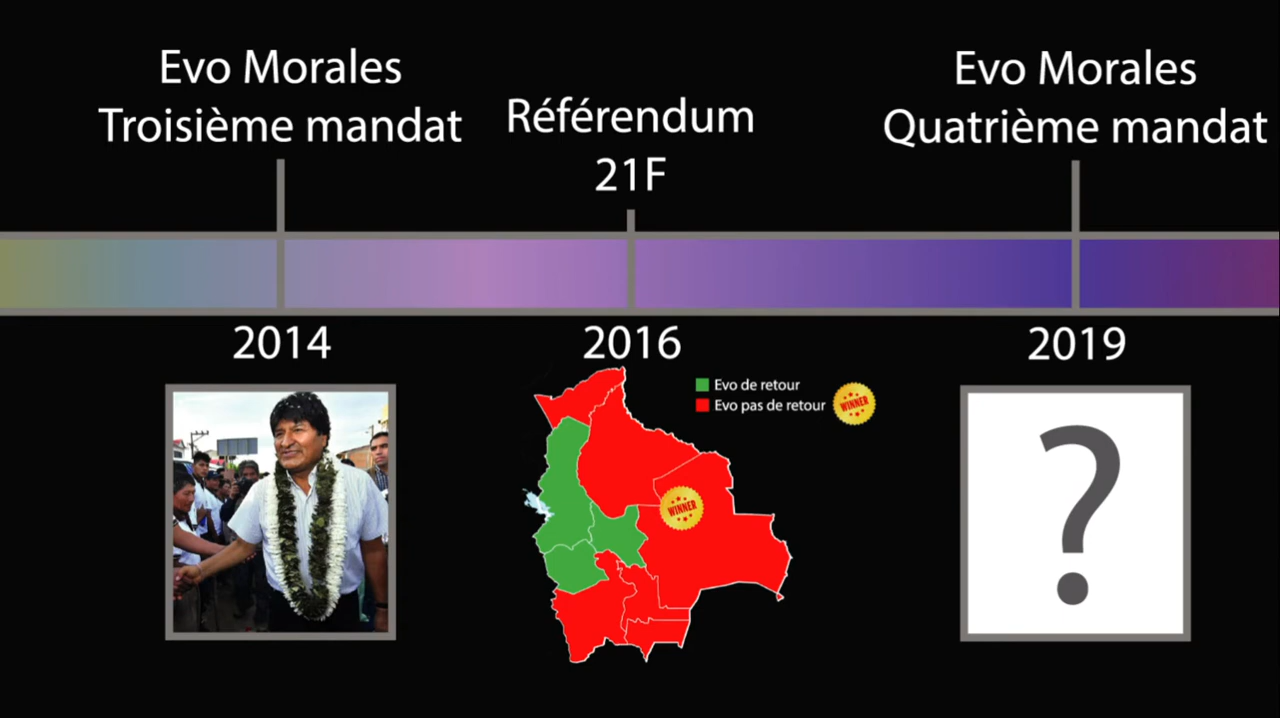 Evo Morales
Troisième mandat
Référendum
21F
Evo Morales
Quatrième mandat
2014
2016
2019
Evo de retour
Evo pas de retour
WINNER
WINNER
?